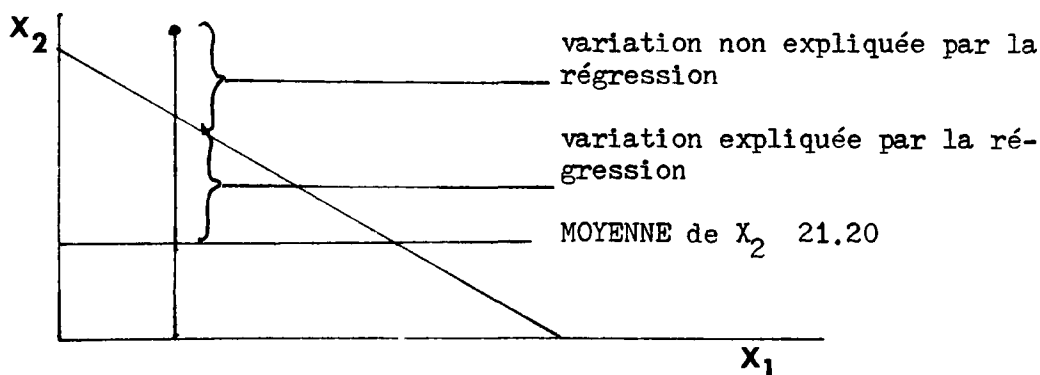 X2
variation non expliquée par la
régression
variation expliquée par la ré-
gression
MOYENNE de X2 21.20
X1